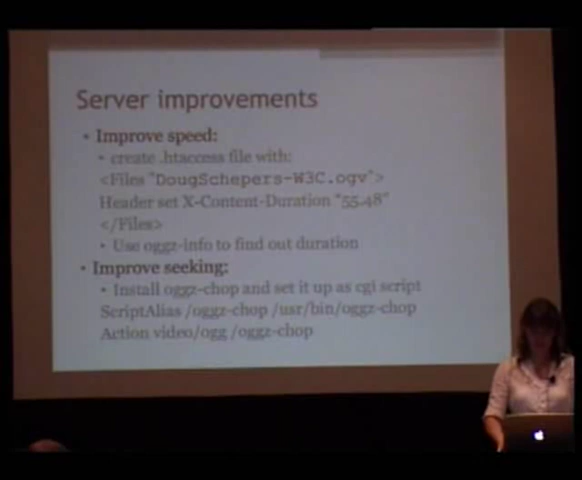 Server improvements
• Improve speed:
• create .htaccess file with:
<Files "DougSchepers-W3C.ogv">
Header set X-Content-Duration "55.48"
</Files>
• Use oggz-info to find out duration
• Improve seeking:
• Install oggz-chop and set it up as cgi script
ScriptAlias /oggz-chop /usr/bin/oggz-chop
Action video/ogg /oggz-chop